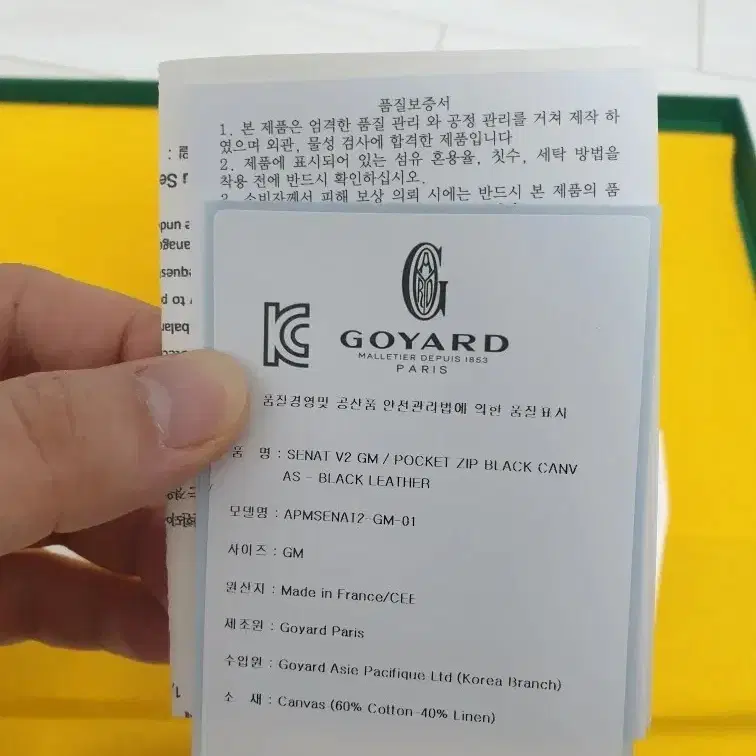 품질보증서
1. 본 제품은 엄격한 품질 관리 와 공정 관리를 거쳐 제작 하
였으며 외관, 물성 검사에 합격한 제품입니다
2. 제품에 표시되어 있는 섬유 혼용율, 칫수, 세탁 방법을
착용 전에 반드시 확인하십시오.
3. 소비자께서 피해 보상 의뢰 시에는 반드시 본 제품의 품
GOYARD
MALLETIER DEPUIS 1853
PARIS
품질경영및 공산품 안전관리법에 의한 품질표시
품 명 : SENAT V2 GM / POCKET ZIP BLACK CANV
AS - BLACK LEATHER
모델명 : APMSENAT2-GM-01
사이즈 : GM
원산지 : Made in France/CEE
제조원 : Goyard Paris
수입원 : Goyard Asie Pacifique Ltd (Korea Branch)
소 재 : Canvas (60% Cotton-40% Linen)